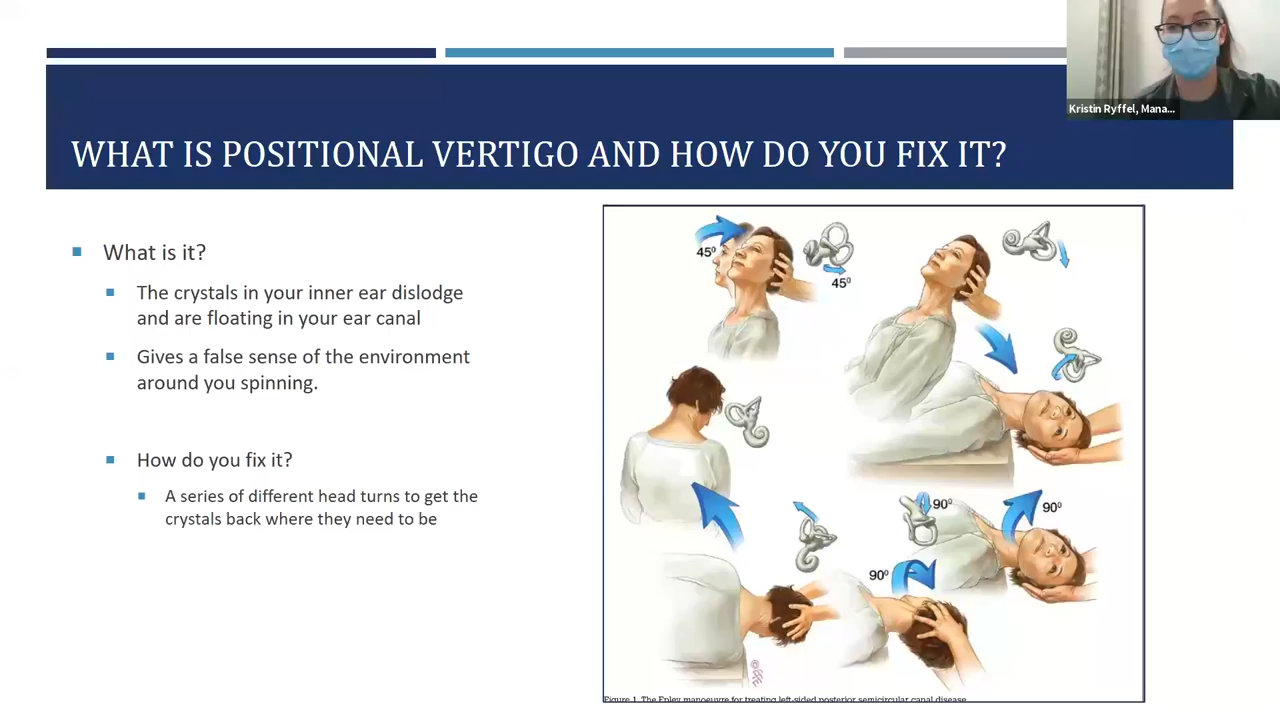 Kristin Ryffel, Mana...
WHAT IS POSITIONAL VERTIGO AND HOW DO YOU FIX IT?
What is it?
The crystals in your inner ear dislodge
and are floating in your ear canal
Gives a false sense of the environment
around you spinning.
How do you fix it?
A series of different head turns to get the
crystals back where they need to be
45⁰
45⁰
90⁰
90⁰
90⁰
Figure 1. The Epley manoeuvre for treating left-sided posterior semicircular canal disease